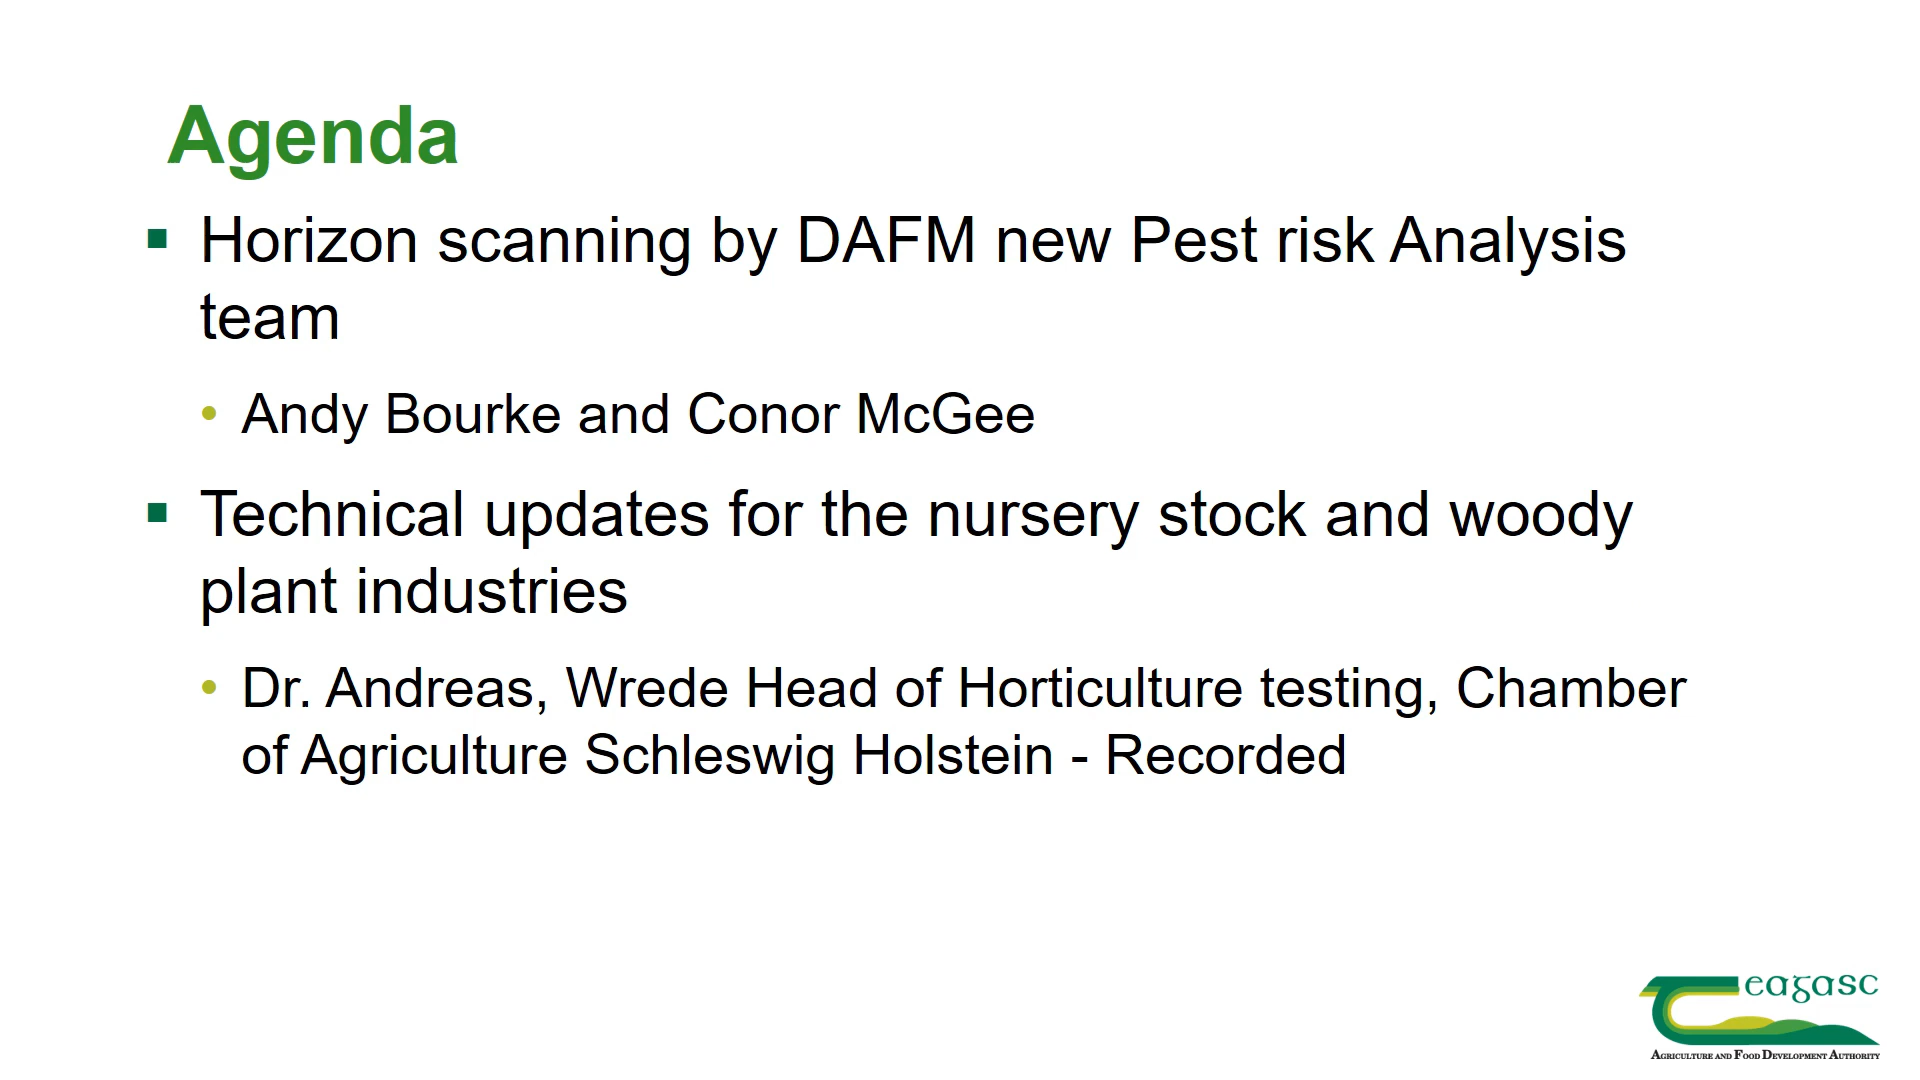 Agenda
Horizon scanning by DAFM new Pest risk Analysis
team
Andy Bourke and Conor McGee
Technical updates for the nursery stock and woody
plant industries
Dr. Andreas, Wrede Head of Horticulture testing, Chamber
of Agriculture Schleswig Holstein - Recorded
Teagasc
AGRICULTURE AND FOOD DEVELOPMENT AUTHORITY